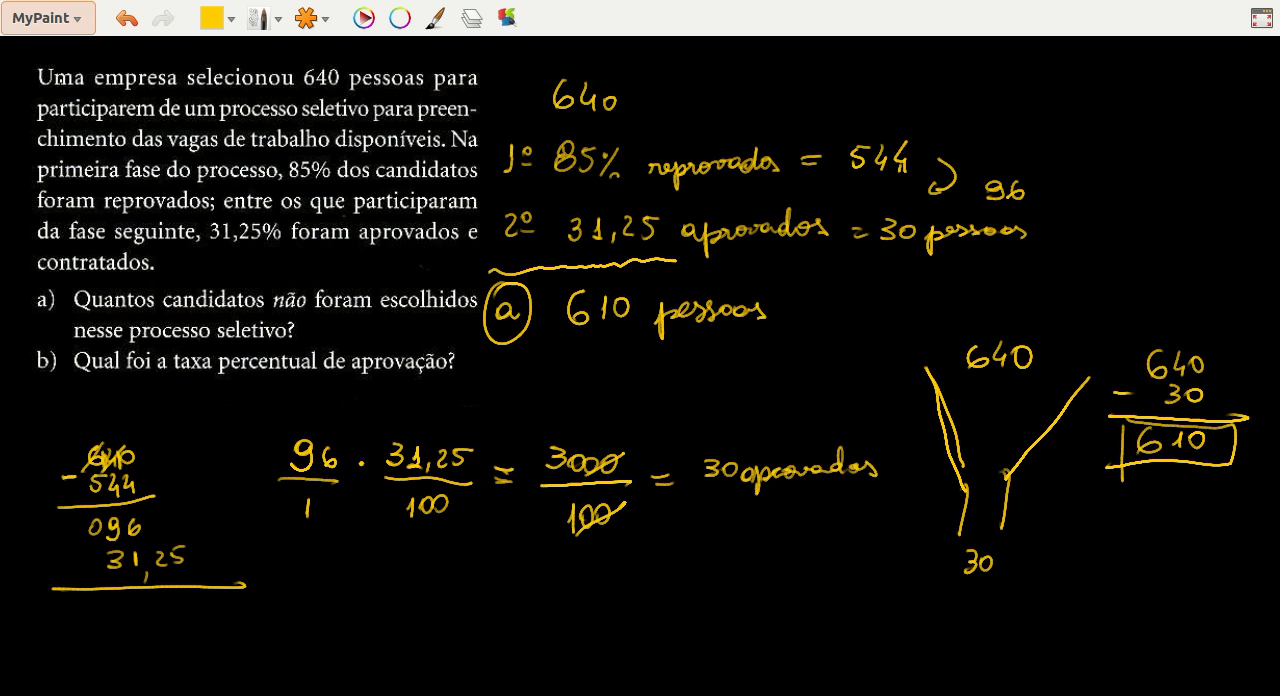 MyPaint
Uma empresa selecionou 640 pessoas para
participarem de um processo seletivo para preen-
chimento das vagas de trabalho disponíveis. Na
primeira fase do processo, 85% dos candidatos
foram reprovados; entre os que participaram
da fase seguinte, 31,25% foram aprovados e
contratados.
a) Quantos candidatos não foram escolhidos
nesse processo seletivo?
b) Qual foi a taxa percentual de aprovação?
640
1º 85% reprovados = 544
96
2º 31,25 aprovados = 30 pessoas
a 610 pessoas
640
- 544
096
31,25
96/1 . 31,25/100 = 3000/100 = 30 aprovados
640
30
640
- 30
610